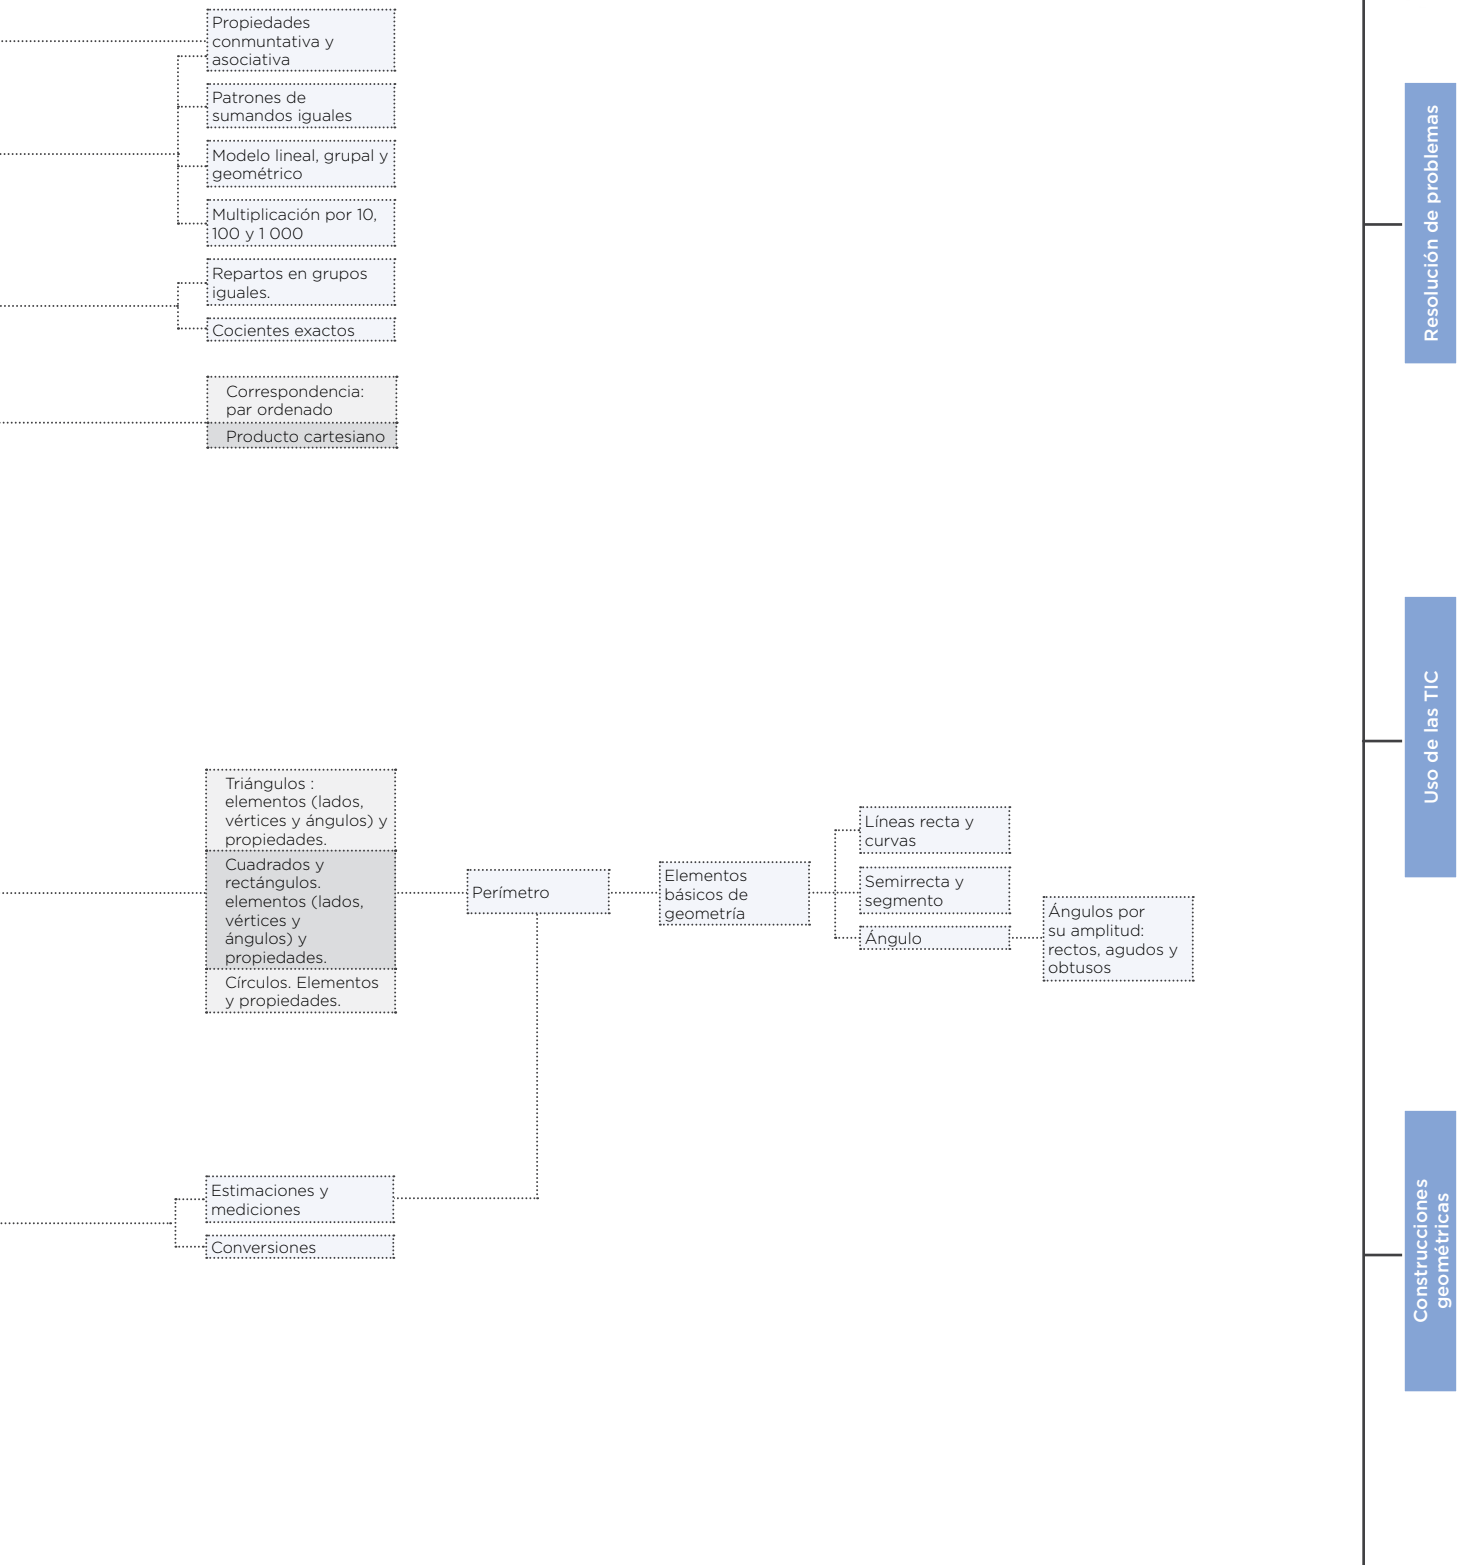 Propiedades
conmuntativa y
asociativa
Patrones de
sumandos iguales
Modelo lineal, grupal y
geométrico
Multiplicación por 10,
100 y 1 000
Repartos en grupos
iguales.
Cocientes exactos
Correspondencia:
par ordenado
Producto cartesiano
Triángulos :
elementos (lados,
vértices y ángulos) y
propiedades.
Cuadrados y
rectángulos.
elementos (lados,
vértices y
ángulos) y
propiedades.
Círculos. Elementos
y propiedades.
Perímetro
Elementos
básicos de
geometría
Líneas recta y
curvas
Semirrecta y
segmento
Ángulo
Ángulos por
su amplitud:
rectos, agudos y
obtusos
Estimaciones y
mediciones
Conversiones
Resolución de problemas
Uso de las TIC
Construcciones
geométricas